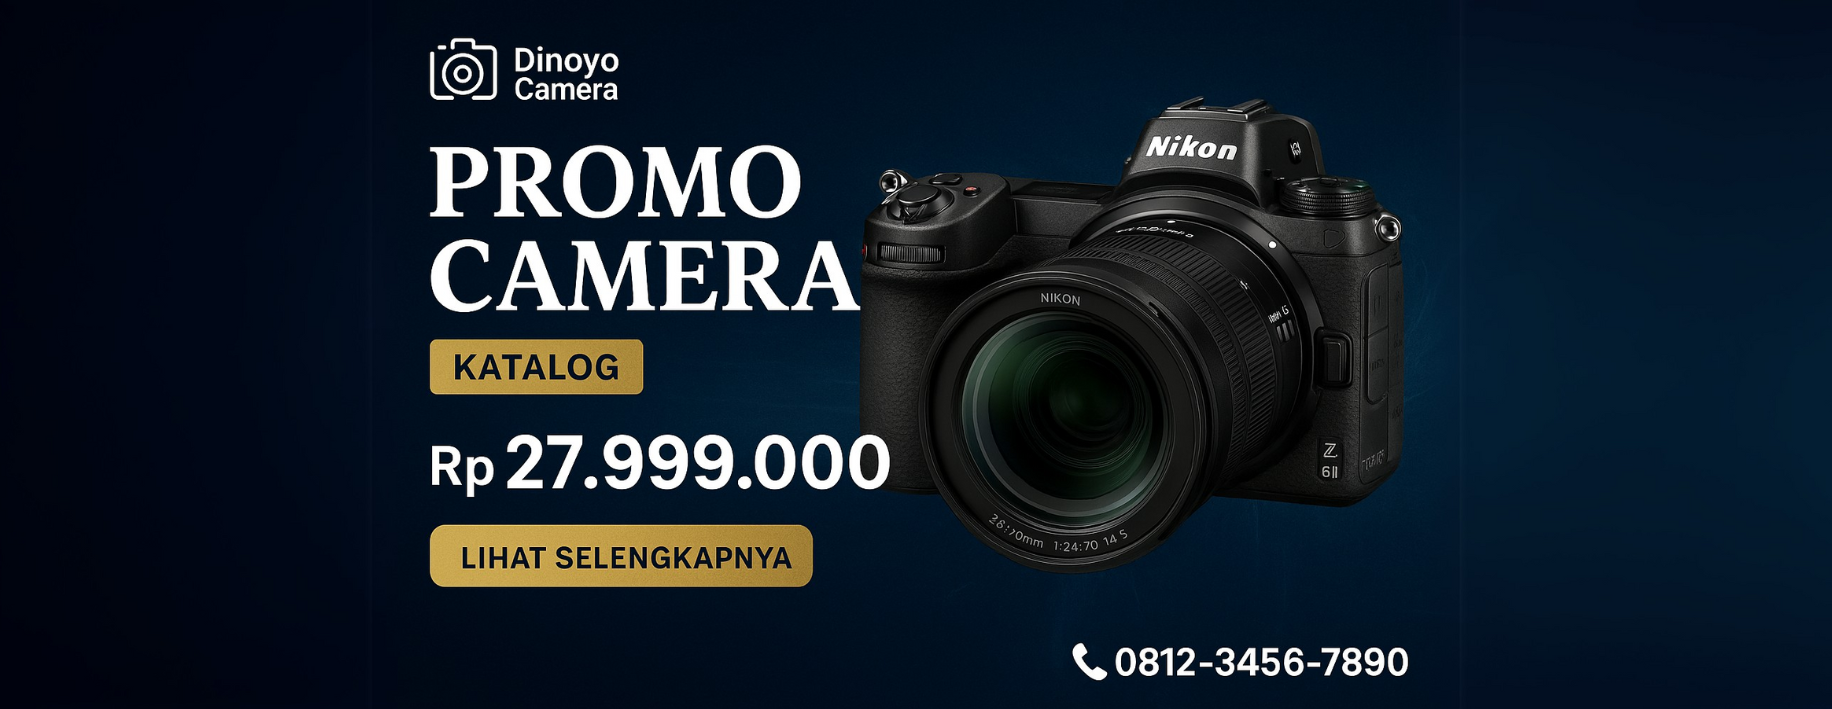 Dinoyo
Camera
PROMO
CAMERA
KATALOG
Rp 27.999.000
LIHAT SELENGKAPNYA
Nikon
NIKON
Z
6II
0812-3456-7890